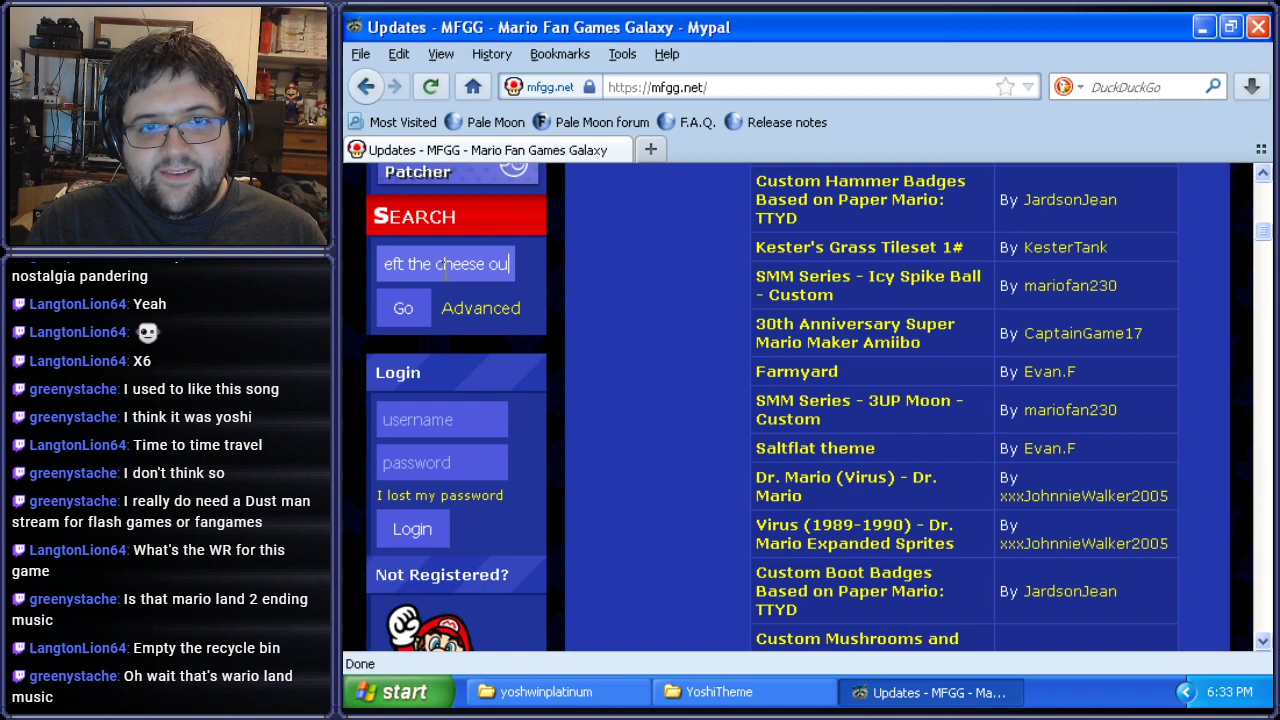 nostalgia pandering
LangtonLion64: Yeah
LangtonLion64:
LangtonLion64: X6
greenystache: I used to like this song
greenystache: I think it was yoshi
LangtonLion64: Time to time travel
greenystache: I don't think so
greenystache: I really do need a Dust man
stream for flash games or fangames
LangtonLion64: What's the WR for this
game
greenystache: Is that mario land 2 ending
music
LangtonLion64: Empty the recycle bin
greenystache: Oh wait that's wario land
music
Updates - MFGG - Mario Fan Games Galaxy - Mypal
File Edit View History Bookmarks Tools Help
mfgg.net https://mfgg.net/ DuckDuckGo
Most Visited Pale Moon Pale Moon forum F.A.Q. Release notes
Updates - MFGG - Mario Fan Games Galaxy
Patcher
SEARCH
eft the cheese ou
Go Advanced
Login
username
password
I lost my password
Login
Not Registered?
Custom Hammer Badges
Based on Paper Mario:
TTYD
By JardsonJean
Kester's Grass Tileset 1# By KesterTank
SMM Series - Icy Spike Ball
- Custom
By mariofan230
30th Anniversary Super
Mario Maker Amiibo
By CaptainGame17
Farmyard By Evan.F
SMM Series - 3UP Moon -
Custom
By mariofan230
Saltflat theme By Evan.F
Dr. Mario (Virus) - Dr.
Mario
By
xxxJohnnieWalker2005
Virus (1989-1990) - Dr.
Mario Expanded Sprites
By
xxxJohnnieWalker2005
Custom Boot Badges
Based on Paper Mario:
TTYD
By JardsonJean
Custom Mushrooms and
Done
start yoshwinplatinum YoshiTheme Updates - MFGG - Ma... 6:33 PM